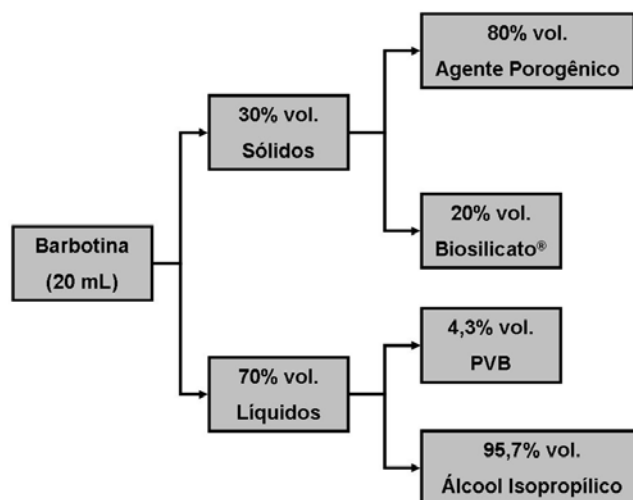 Barbotina
(20 mL)
30% vol.
Sólidos
80% vol.
Agente Porogênico
20% vol.
Biosilicato®
70% vol.
Líquidos
4,3% vol.
PVB
95,7% vol.
Álcool Isopropílico